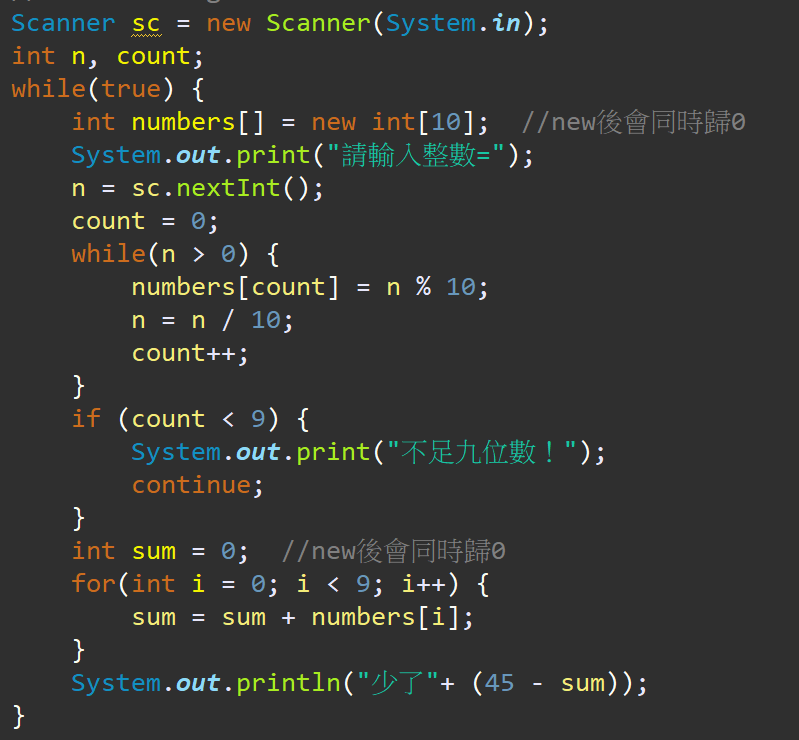 Scanner sc = new Scanner(System.in);
int n, count;
while(true) {
    int numbers[] = new int[10];  //new後會同時歸0
    System.out.print("請輸入整數=");
    n = sc.nextInt();
    count = 0;
    while(n > 0) {
        numbers[count] = n % 10;
        n = n / 10;
        count++;
    }
    if (count < 9) {
        System.out.print("不足九位數！");
        continue;
    }
    int sum = 0;  //new後會同時歸0
    for(int i = 0; i < 9; i++) {
        sum = sum + numbers[i];
    }
    System.out.println("少了"+ (45 - sum));
}